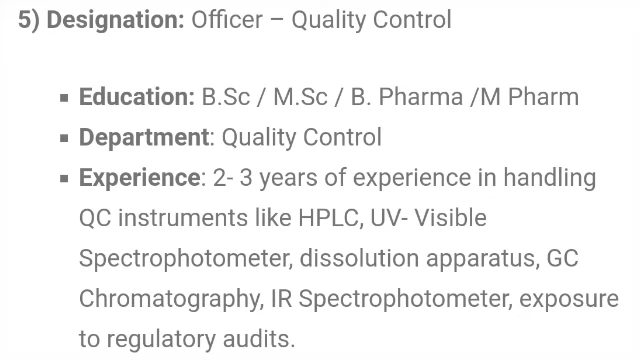 5) Designation: Officer – Quality Control
▪ Education: B.Sc / M.Sc / B. Pharma /M Pharm
▪ Department: Quality Control
▪ Experience: 2- 3 years of experience in handling
QC instruments like HPLC, UV- Visible
Spectrophotometer, dissolution apparatus, GC
Chromatography, IR Spectrophotometer, exposure
to regulatory audits.